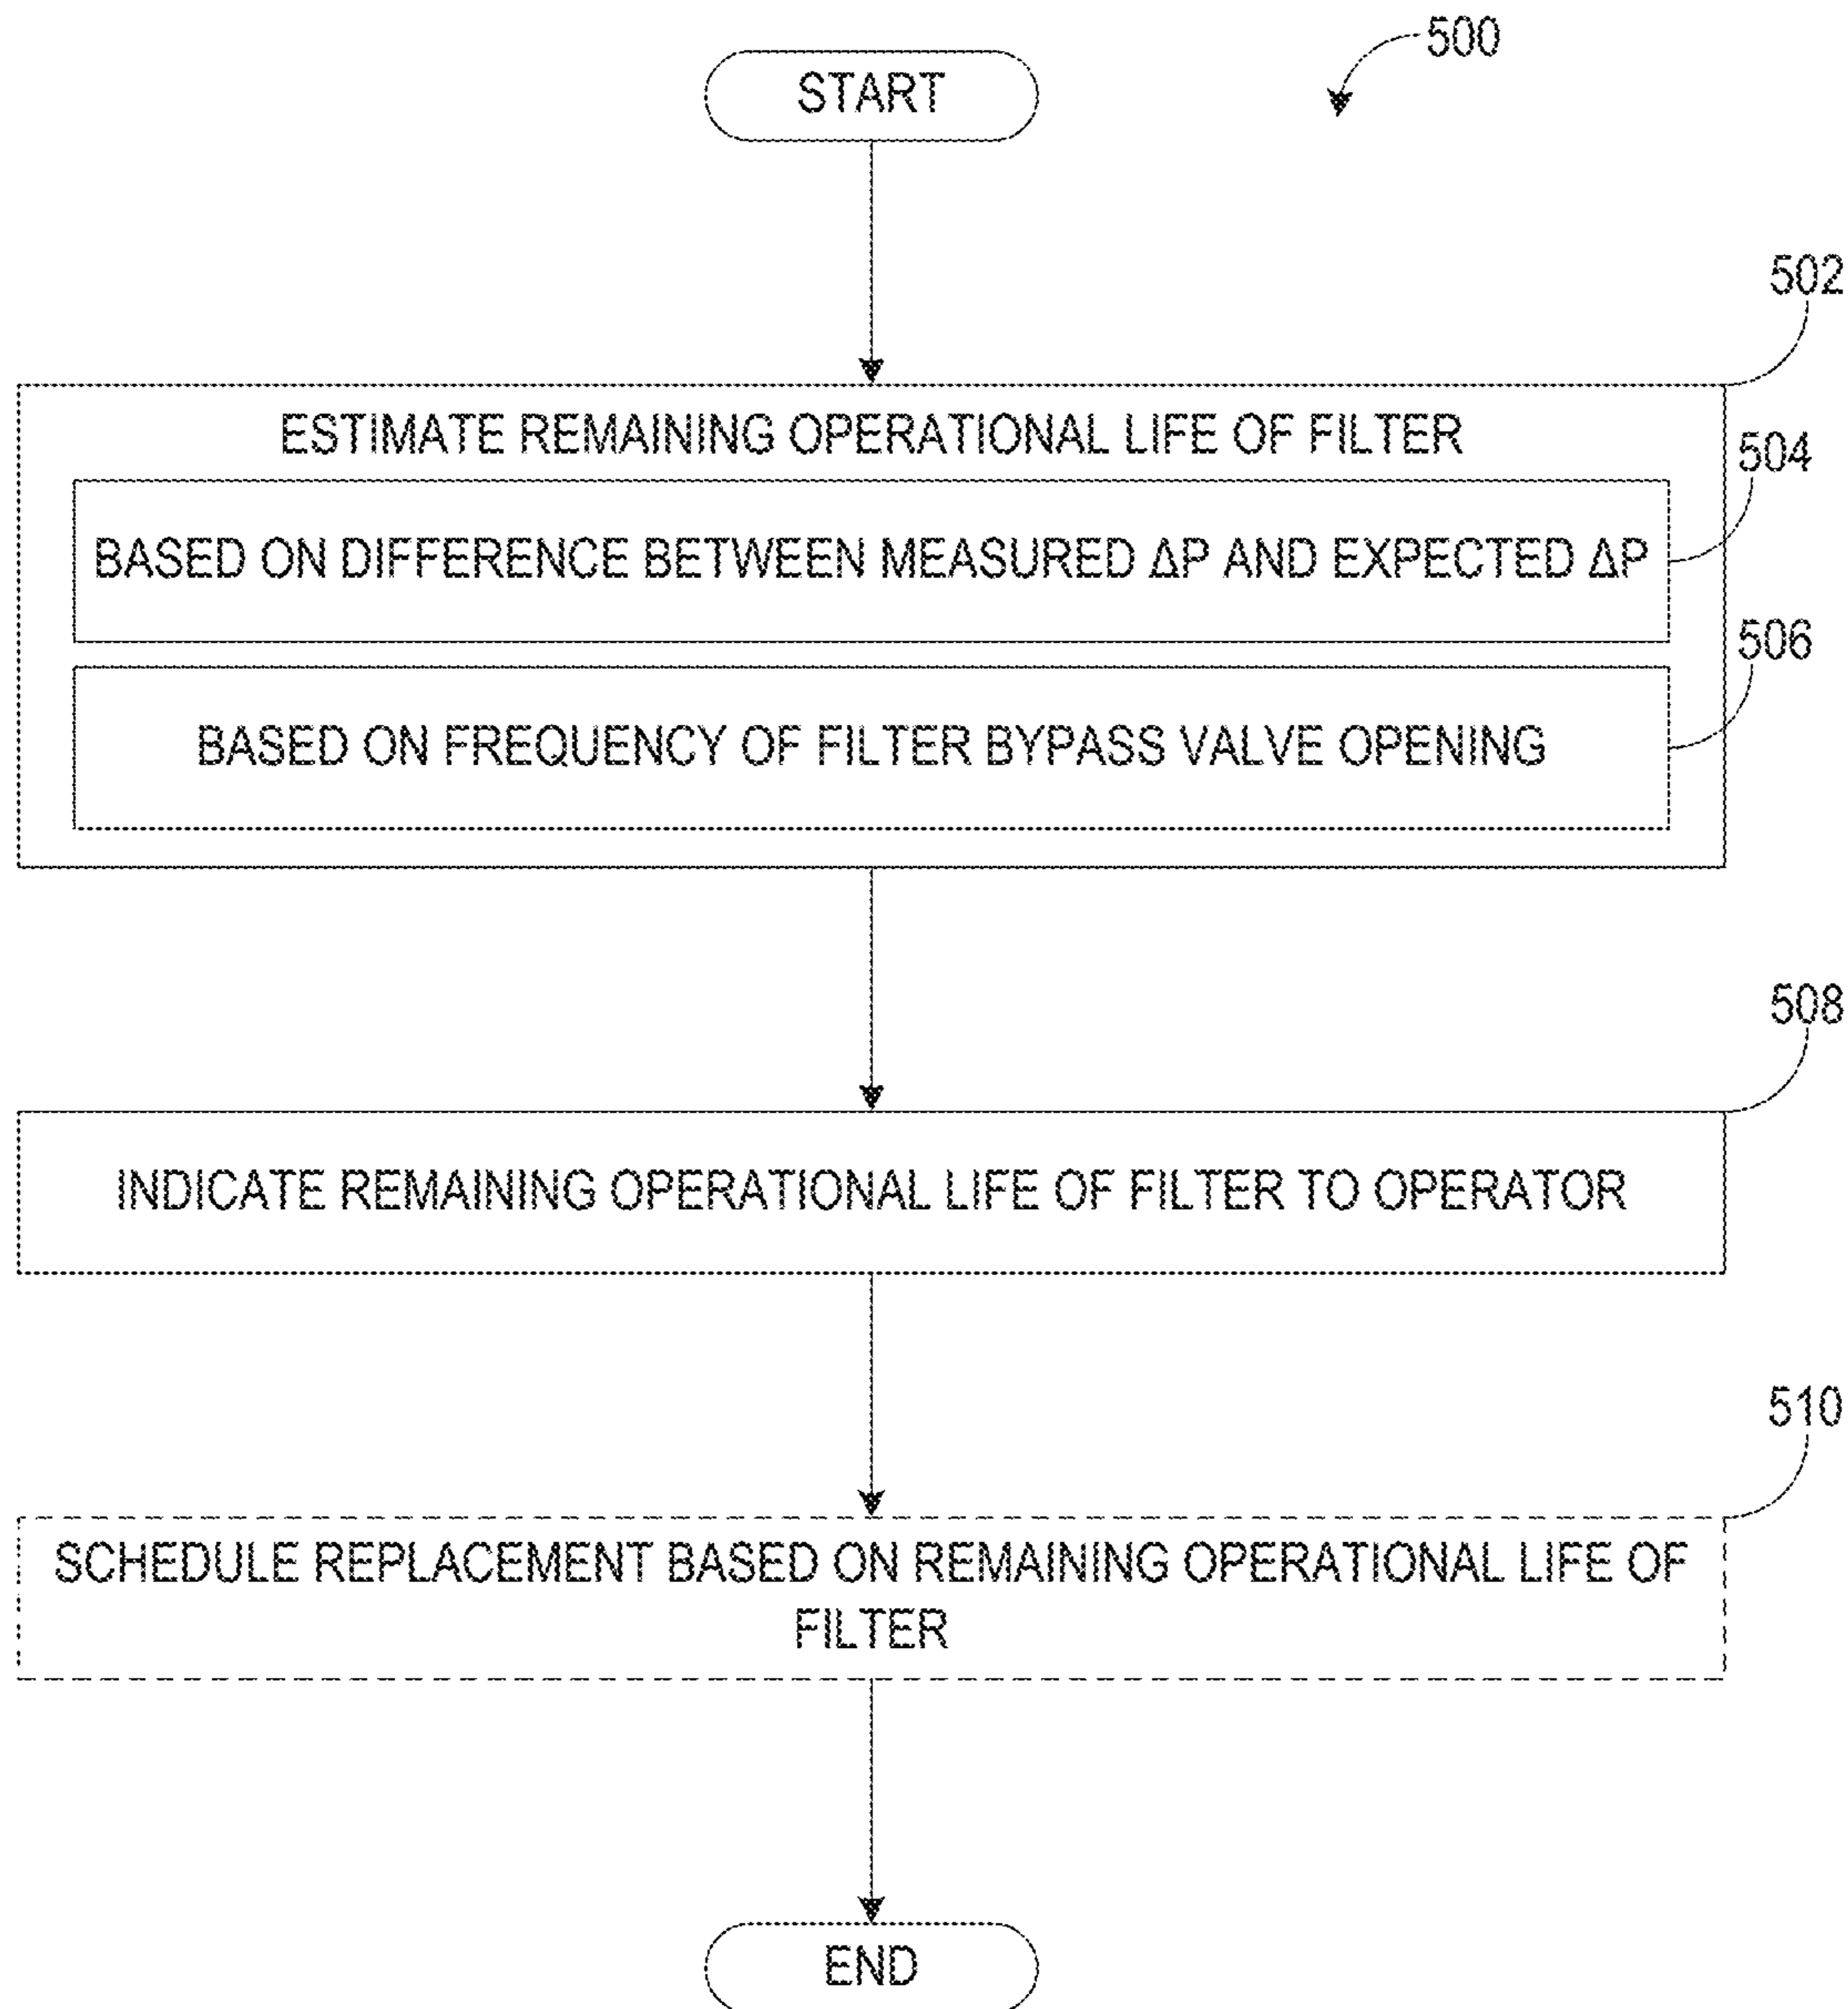 START
500
502
ESTIMATE REMAINING OPERATIONAL LIFE OF FILTER
504
BASED ON DIFFERENCE BETWEEN MEASURED ΔP AND EXPECTED ΔP
506
BASED ON FREQUENCY OF FILTER BYPASS VALVE OPENING
508
INDICATE REMAINING OPERATIONAL LIFE OF FILTER TO OPERATOR
510
SCHEDULE REPLACEMENT BASED ON REMAINING OPERATIONAL LIFE OF
FILTER
END